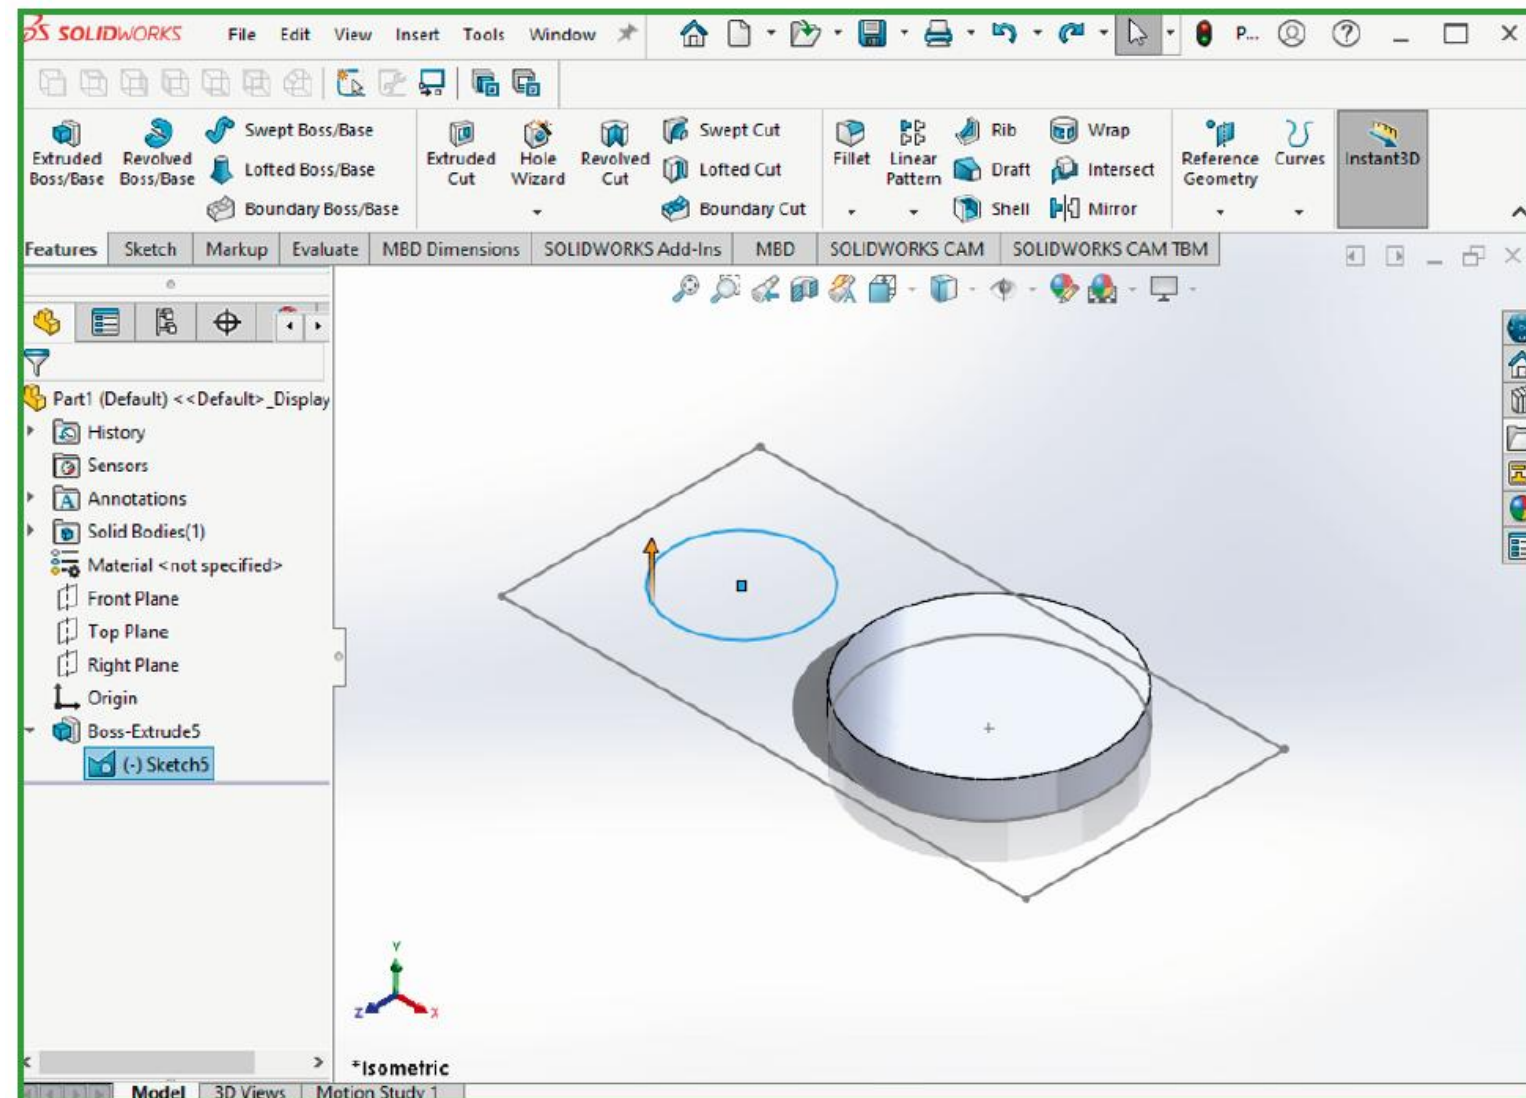 SOLIDWORKS File Edit View Insert Tools Window P... ?
Extruded Boss/Base
Revolved Boss/Base
Swept Boss/Base
Lofted Boss/Base
Boundary Boss/Base
Extruded Cut
Hole Wizard
Revolved Cut
Swept Cut
Lofted Cut
Boundary Cut
Fillet
Linear Pattern
Rib
Draft
Shell
Wrap
Intersect
Mirror
Reference Geometry
Curves
Instant3D
Features Sketch Markup Evaluate MBD Dimensions SOLIDWORKS Add-Ins MBD SOLIDWORKS CAM SOLIDWORKS CAM TBM
Part1 (Default) <<Default>_Display
History
Sensors
A Annotations
Solid Bodies(1)
Material <not specified>
Front Plane
Top Plane
Right Plane
Origin
Boss-Extrude5
(-) Sketch5
Y
Z
X
*Isometric
Model 3D Views Motion Study 1